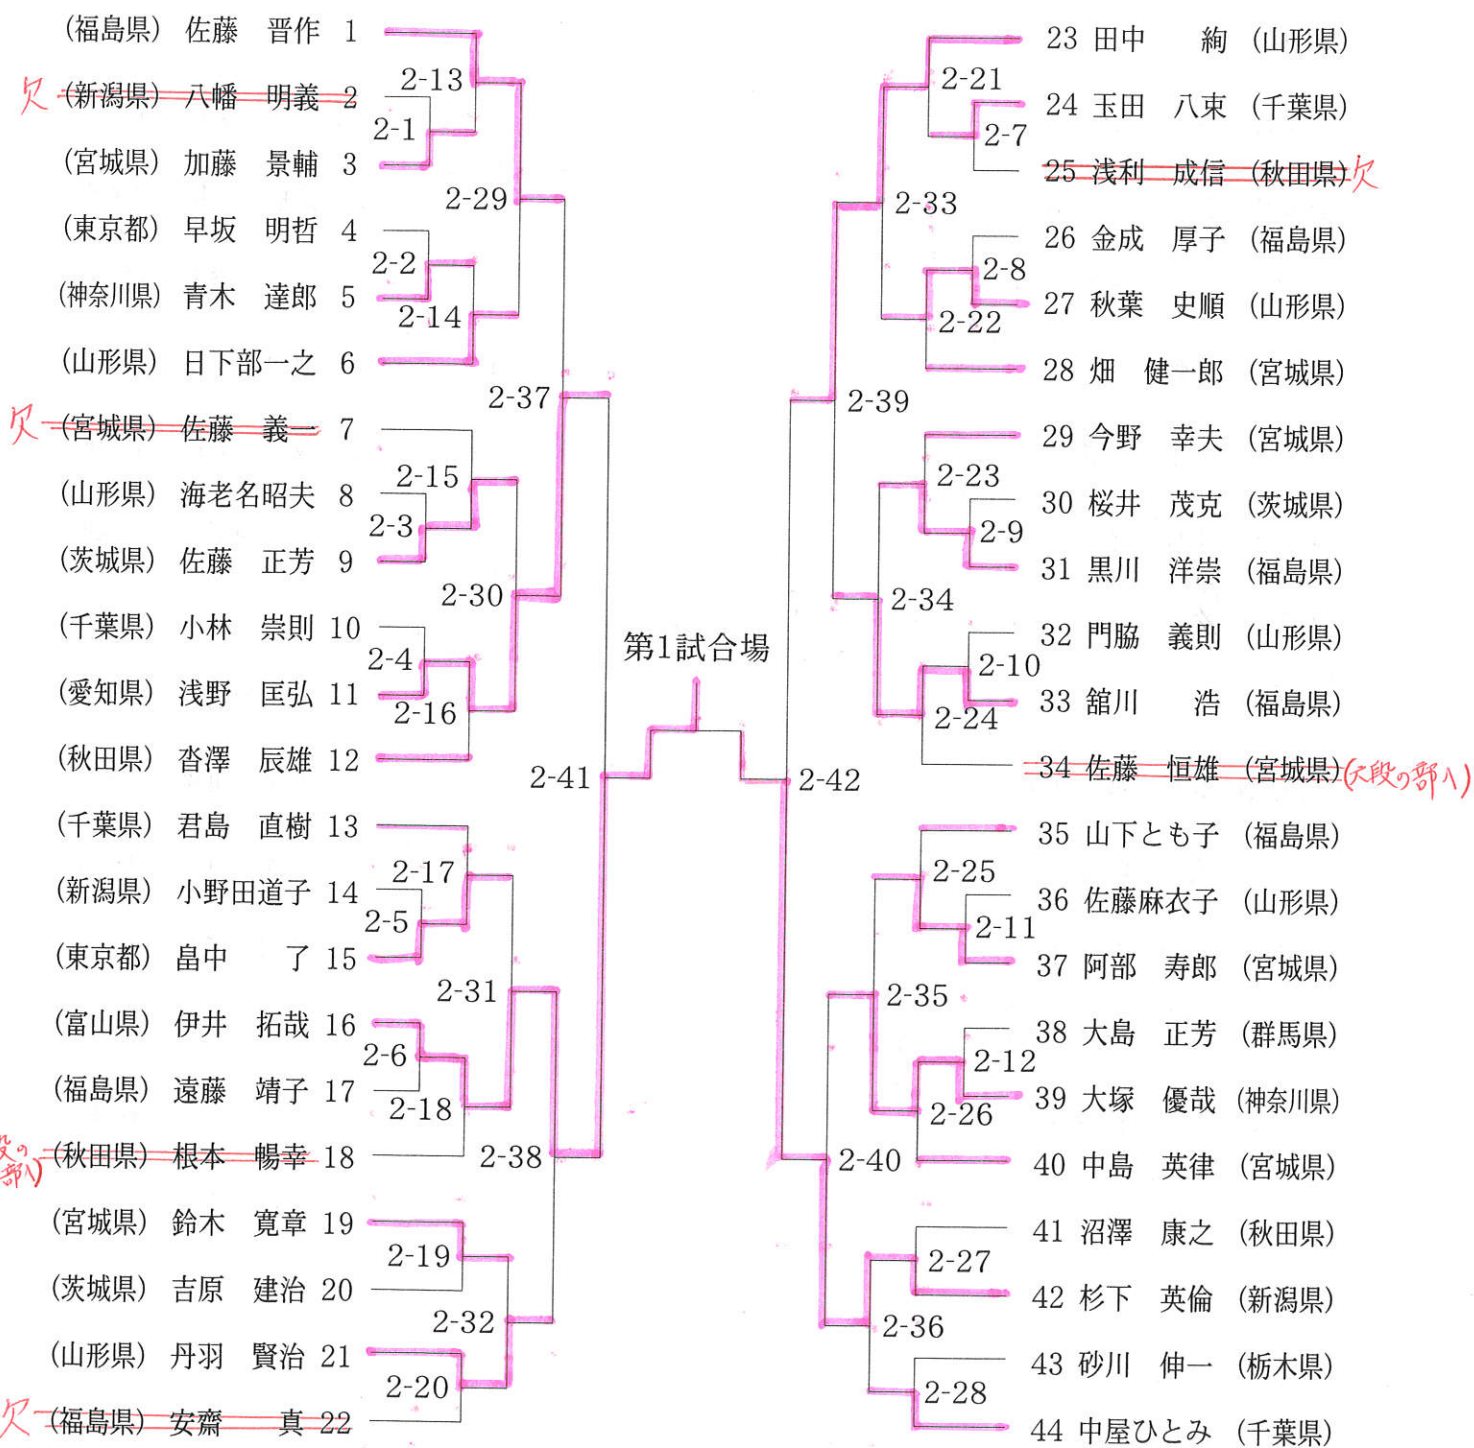 (福島県) 佐藤　晋作 1
欠 (新潟県) 八幡　明義 2
(宮城県) 加藤　景輔 3
(東京都) 早坂　明哲 4
(神奈川県) 青木　達郎 5
(山形県) 日下部一之 6
欠 (宮城県) 佐藤　義一 7
(山形県) 海老名昭夫 8
(茨城県) 佐藤　正芳 9
(千葉県) 小林　崇則 10
(愛知県) 浅野　匡弘 11
(秋田県) 沓澤　辰雄 12
(千葉県) 君島　直樹 13
(新潟県) 小野田道子 14
(東京都) 畠中　　了 15
(富山県) 伊井　拓哉 16
(福島県) 遠藤　靖子 17
段の部へ) (秋田県) 根本　暢幸 18
(宮城県) 鈴木　寛章 19
(茨城県) 吉原　建治 20
(山形県) 丹羽　賢治 21
欠 (福島県) 安齋　　真 22
2-13
2-1
2-29
2-2
2-14
2-37
2-15
2-3
2-30
2-4
2-16
2-41
2-17
2-5
2-31
2-6
2-18
2-38
2-19
2-32
2-20
第1試合場
2-21
2-7
2-33
2-8
2-22
2-39
2-23
2-9
2-34
2-10
2-24
2-42
2-25
2-11
2-35
2-12
2-26
2-40
2-27
2-36
2-28
23 田中　　絢 (山形県)
24 玉田　八束 (千葉県)
25 浅利　成信 (秋田県) 欠
26 金成　厚子 (福島県)
27 秋葉　史順 (山形県)
28 畑　健一郎 (宮城県)
29 今野　幸夫 (宮城県)
30 桜井　茂克 (茨城県)
31 黒川　洋崇 (福島県)
32 門脇　義則 (山形県)
33 舘川　　浩 (福島県)
34 佐藤　恒雄 (宮城県) 段の部へ)
35 山下とも子 (福島県)
36 佐藤麻衣子 (山形県)
37 阿部　寿郎 (宮城県)
38 大島　正芳 (群馬県)
39 大塚　優哉 (神奈川県)
40 中島　英律 (宮城県)
41 沼澤　康之 (秋田県)
42 杉下　英倫 (新潟県)
43 砂川　伸一 (栃木県)
44 中屋ひとみ (千葉県)